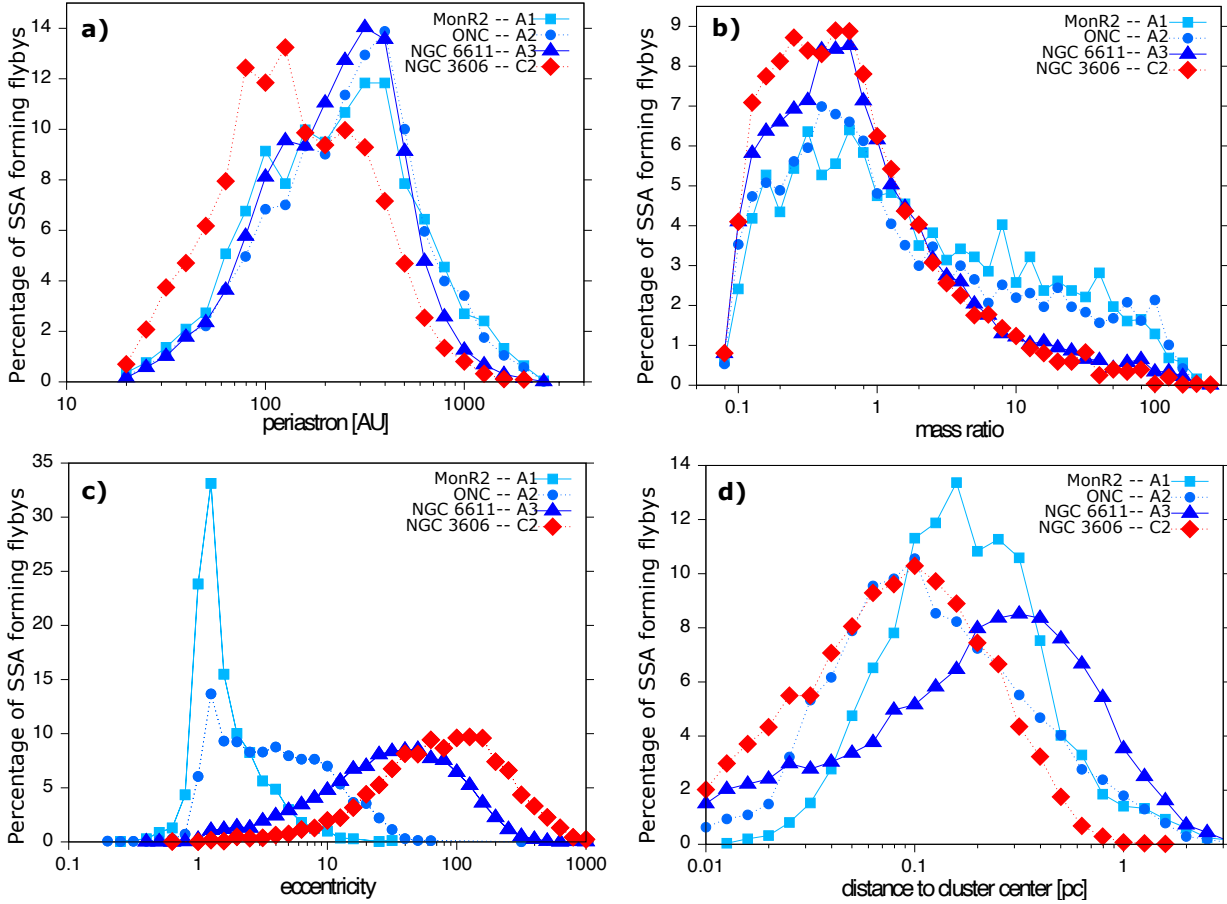 a)
MonR2 -- A1
ONC -- A2
NGC 6611-- A3
NGC 3606 -- C2
Percentage of SSA forming flybys
14
12
10
8
6
4
2
0
10 100 1000
periastron [AU]
b)
MonR2 -- A1
ONC -- A2
NGC 6611-- A3
NGC 3606 -- C2
Percentage of SSA forming flybys
9
8
7
6
5
4
3
2
1
0
0.1 1 10 100
mass ratio
c)
MonR2 -- A1
ONC -- A2
NGC 6611-- A3
NGC 3606 -- C2
Percentage of SSA forming flybys
35
30
25
20
15
10
5
0
0.1 1 10 100 1000
eccentricity
d)
MonR2 -- A1
ONC -- A2
NGC 6611-- A3
NGC 3606 -- C2
Percentage of SSA forming flybys
14
12
10
8
6
4
2
0
0.01 0.1 1
distance to cluster center [pc]